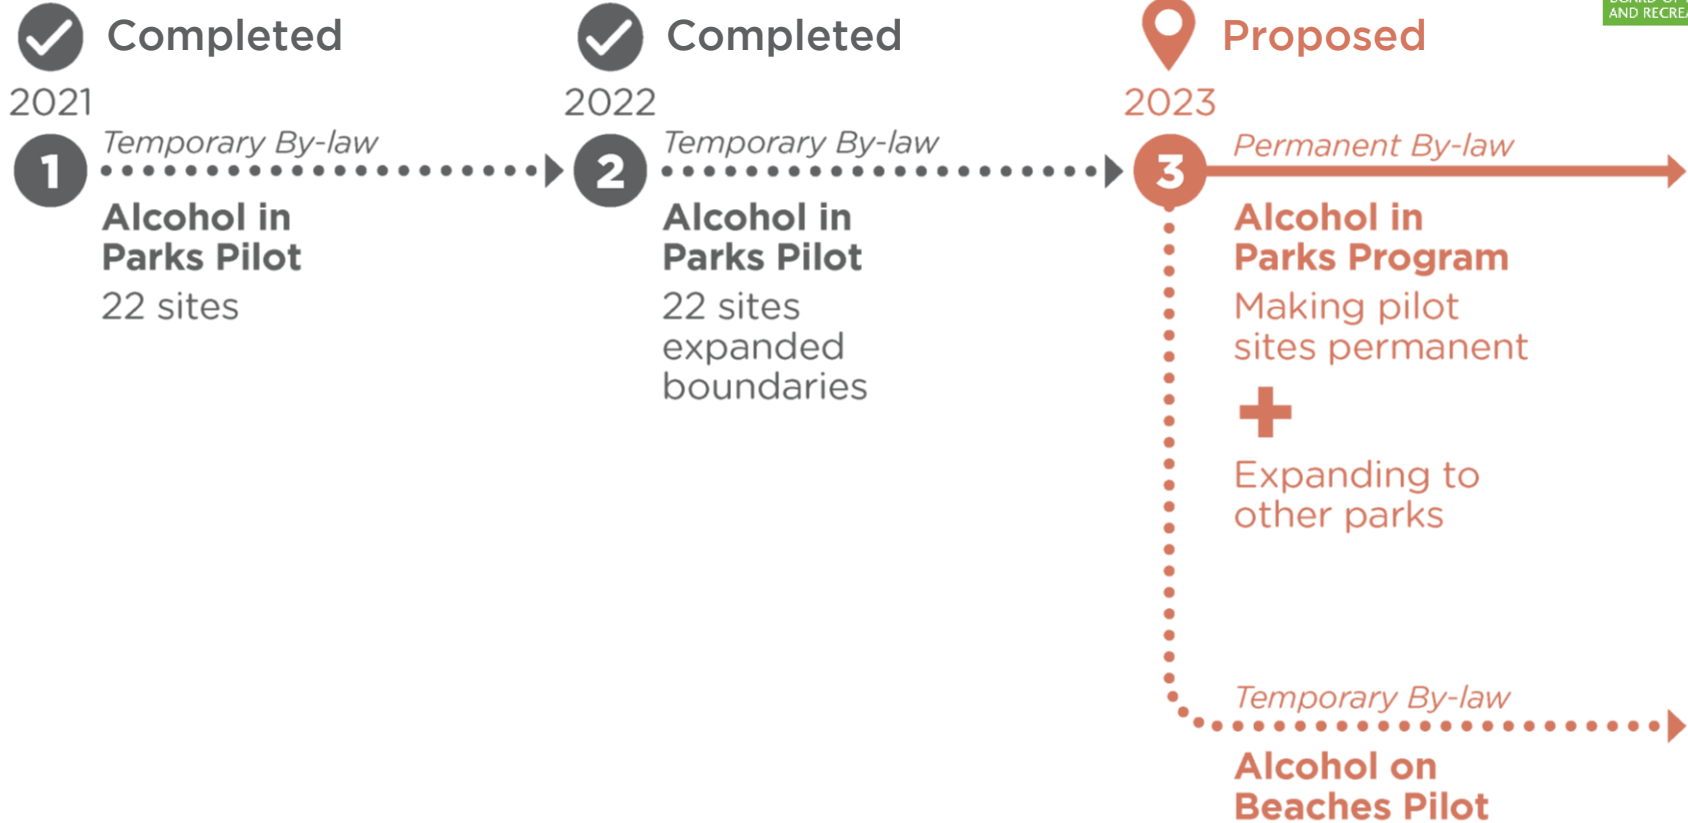 Completed
2021
1
Temporary By-law
Alcohol in
Parks Pilot
22 sites
Completed
2022
2
Temporary By-law
Alcohol in
Parks Pilot
22 sites
expanded
boundaries
Proposed
2023
3
Permanent By-law
Alcohol in
Parks Program
Making pilot
sites permanent
+
Expanding to
other parks
Temporary By-law
Alcohol on
Beaches Pilot
AND